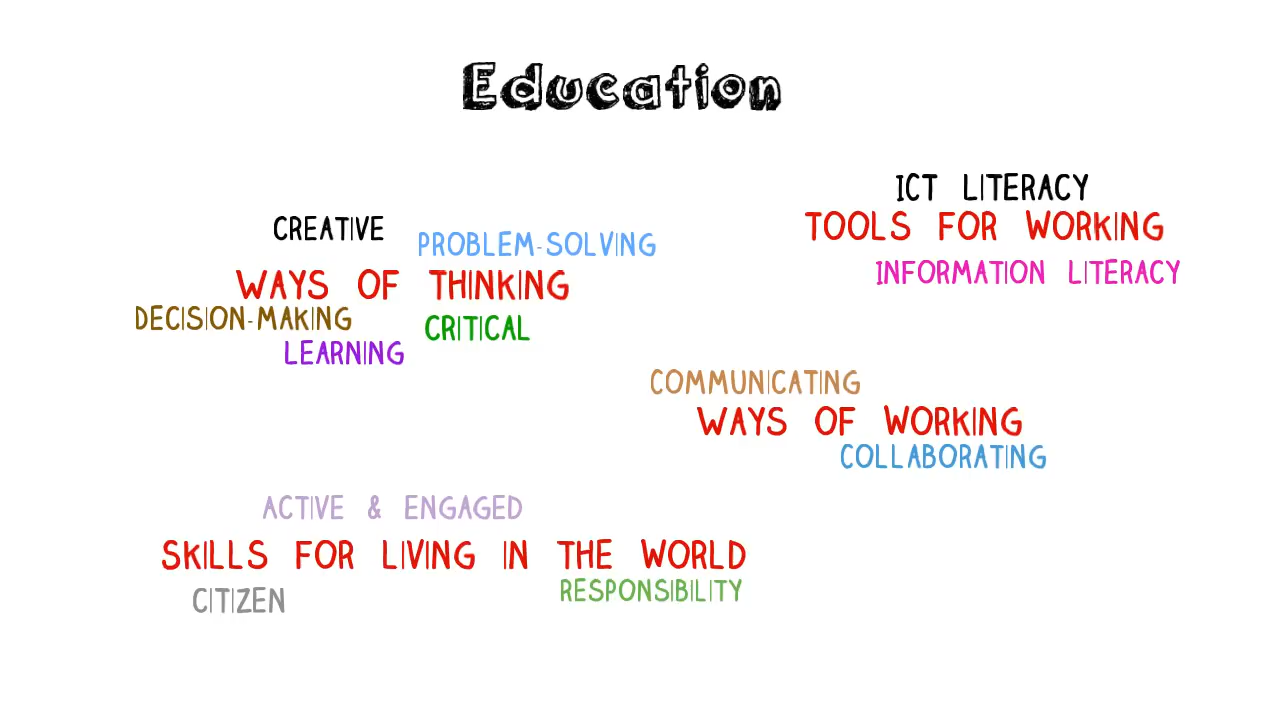 Education
CREATIVE
PROBLEM-SOLVING
WAYS OF THINKING
DECISION-MAKING
CRITICAL
LEARNING
ICT LITERACY
TOOLS FOR WORKING
INFORMATION LITERACY
COMMUNICATING
WAYS OF WORKING
COLLABORATING
ACTIVE & ENGAGED
SKILLS FOR LIVING IN THE WORLD
CITIZEN
RESPONSIBILITY